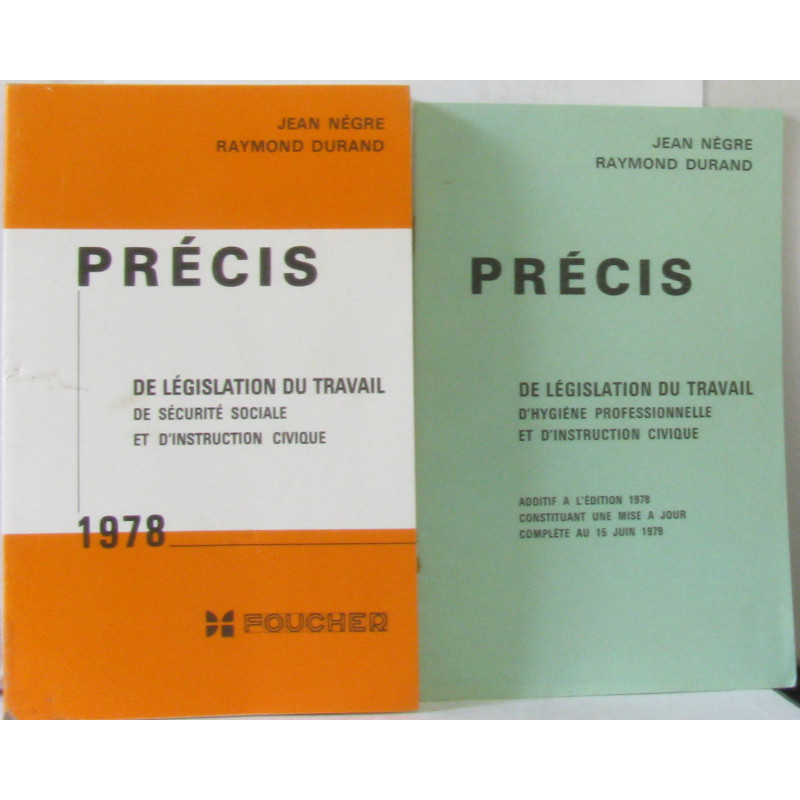 JEAN NÈGRE
RAYMOND DURAND
PRÉCIS
DE LÉGISLATION DU TRAVAIL
DE SÉCURITÉ SOCIALE
ET D'INSTRUCTION CIVIQUE
1978
FOUCHER
JEAN NÈGRE
RAYMOND DURAND
PRÉCIS
DE LÉGISLATION DU TRAVAIL
D'HYGIÈNE PROFESSIONNELLE
ET D'INSTRUCTION CIVIQUE
ADDITIF A L'ÉDITION 1978
CONSTITUANT UNE MISE A JOUR
COMPLÈTE AU 15 JUIN 1979